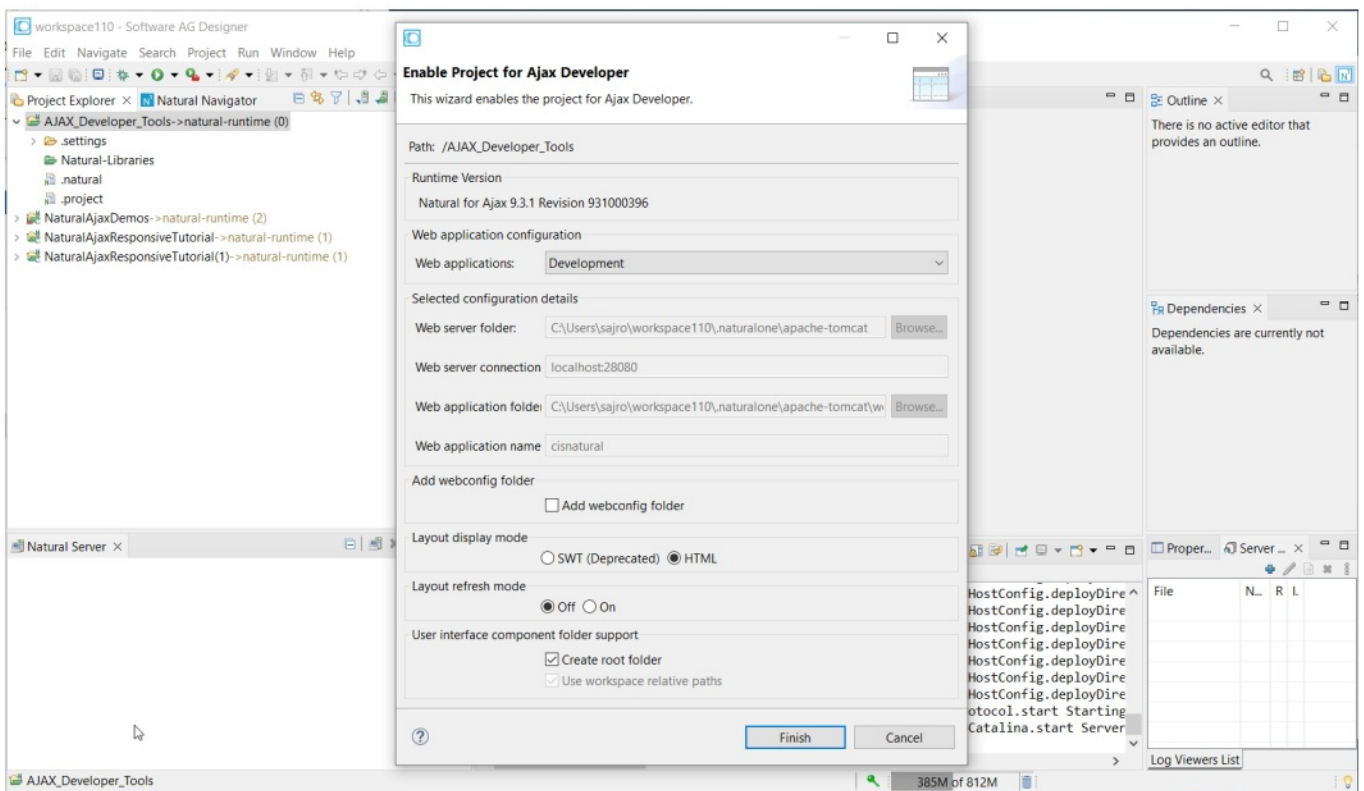 workspace110 - Software AG Designer
File Edit Navigate Search Project Run Window Help
Project Explorer
Natural Navigator
AJAX_Developer_Tools->natural-runtime (0)
.settings
Natural-Libraries
.natural
.project
NaturalAjaxDemos->natural-runtime (2)
NaturalAjaxResponsiveTutorial->natural-runtime (1)
NaturalAjaxResponsiveTutorial(1)->natural-runtime (1)
Natural Server
AJAX_Developer_Tools
Enable Project for Ajax Developer
This wizard enables the project for Ajax Developer.
Path: /AJAX_Developer_Tools
Runtime Version
Natural for Ajax 9.3.1 Revision 931000396
Web application configuration
Web applications: Development
Selected configuration details
Web server folder: C:\Users\sajro\workspace110\.naturalone\apache-tomcat Browse...
Web server connection localhost:28080
Web application folder C:\Users\sajro\workspace110\.naturalone\apache-tomcat\w Browse...
Web application name cisnatural
Add webconfig folder
Add webconfig folder
Layout display mode
SWT (Deprecated) HTML
Layout refresh mode
Off On
User interface component folder support
Create root folder
Use workspace relative paths
Finish Cancel
Outline
There is no active editor that
provides an outline.
Dependencies
Dependencies are currently not
available.
HostConfig.deployDire
HostConfig.deployDire
HostConfig.deployDire
HostConfig.deployDire
HostConfig.deployDire
HostConfig.deployDire
HostConfig.deployDire
otocol.start Starting
Catalina.start Server
Proper... Server ...
File N... R I.
Log Viewers List
385M of 812M